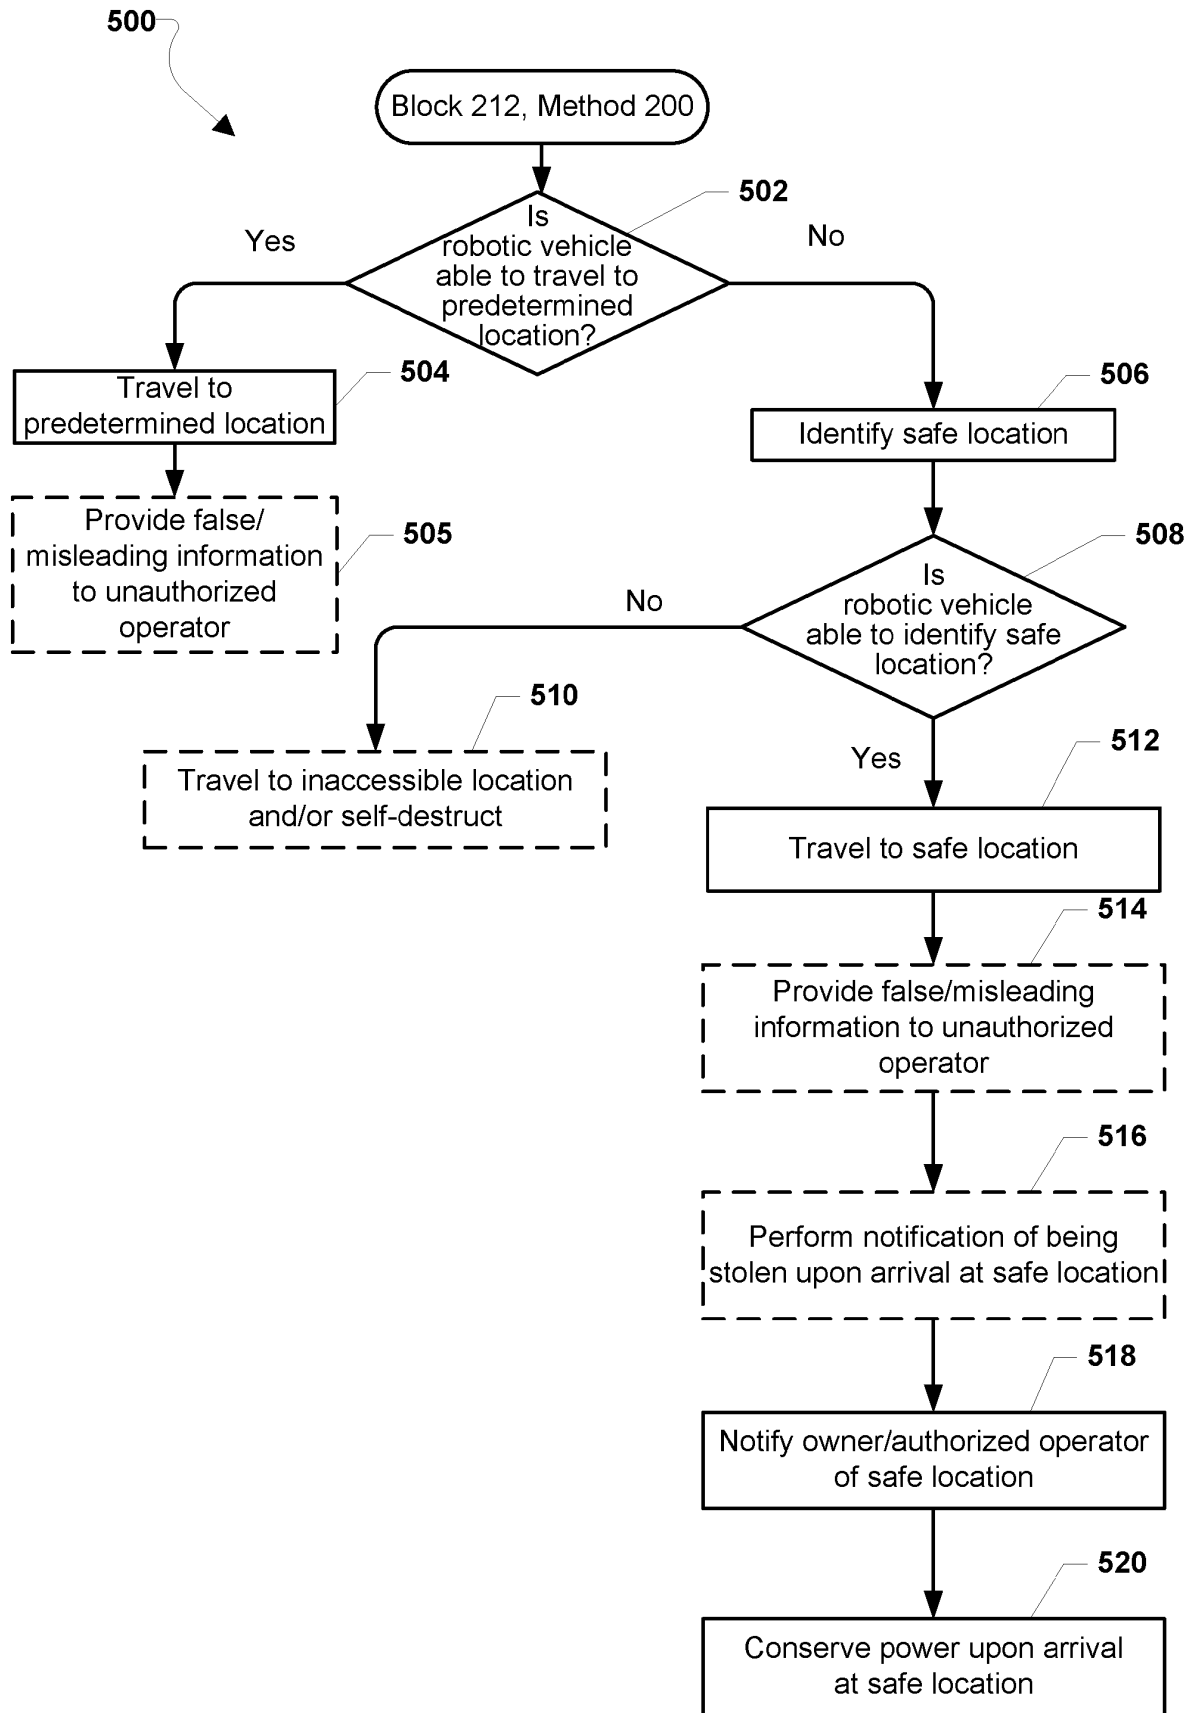 500
Block 212, Method 200
502
Is
robotic vehicle
able to travel to
predetermined
location?
Yes
No
504
Travel to
predetermined location
506
Identify safe location
505
Provide false/
misleading information
to unauthorized
operator
508
Is
robotic vehicle
able to identify safe
location?
No
510
Travel to inaccessible location
and/or self-destruct
Yes
512
Travel to safe location
514
Provide false/misleading
information to unauthorized
operator
516
Perform notification of being
stolen upon arrival at safe location
518
Notify owner/authorized operator
of safe location
520
Conserve power upon arrival
at safe location